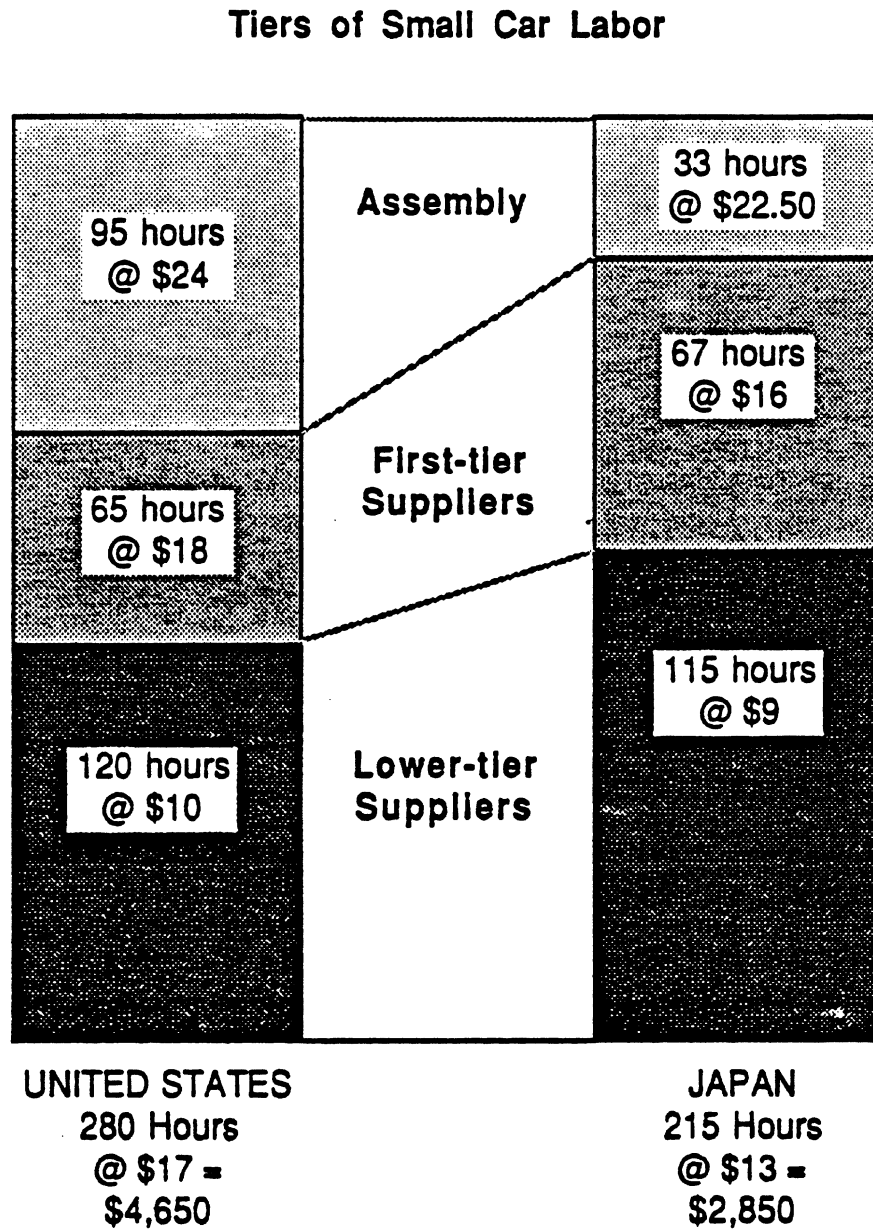 Tiers of Small Car Labor
95 hours
@ $24
Assembly
33 hours
@ $22.50
65 hours
@ $18
First-tier
Suppliers
67 hours
@ $16
120 hours
@ $10
Lower-tier
Suppliers
115 hours
@ $9
UNITED STATES
280 Hours
@ $17 =
$4,650
JAPAN
215 Hours
@ $13 =
$2,850